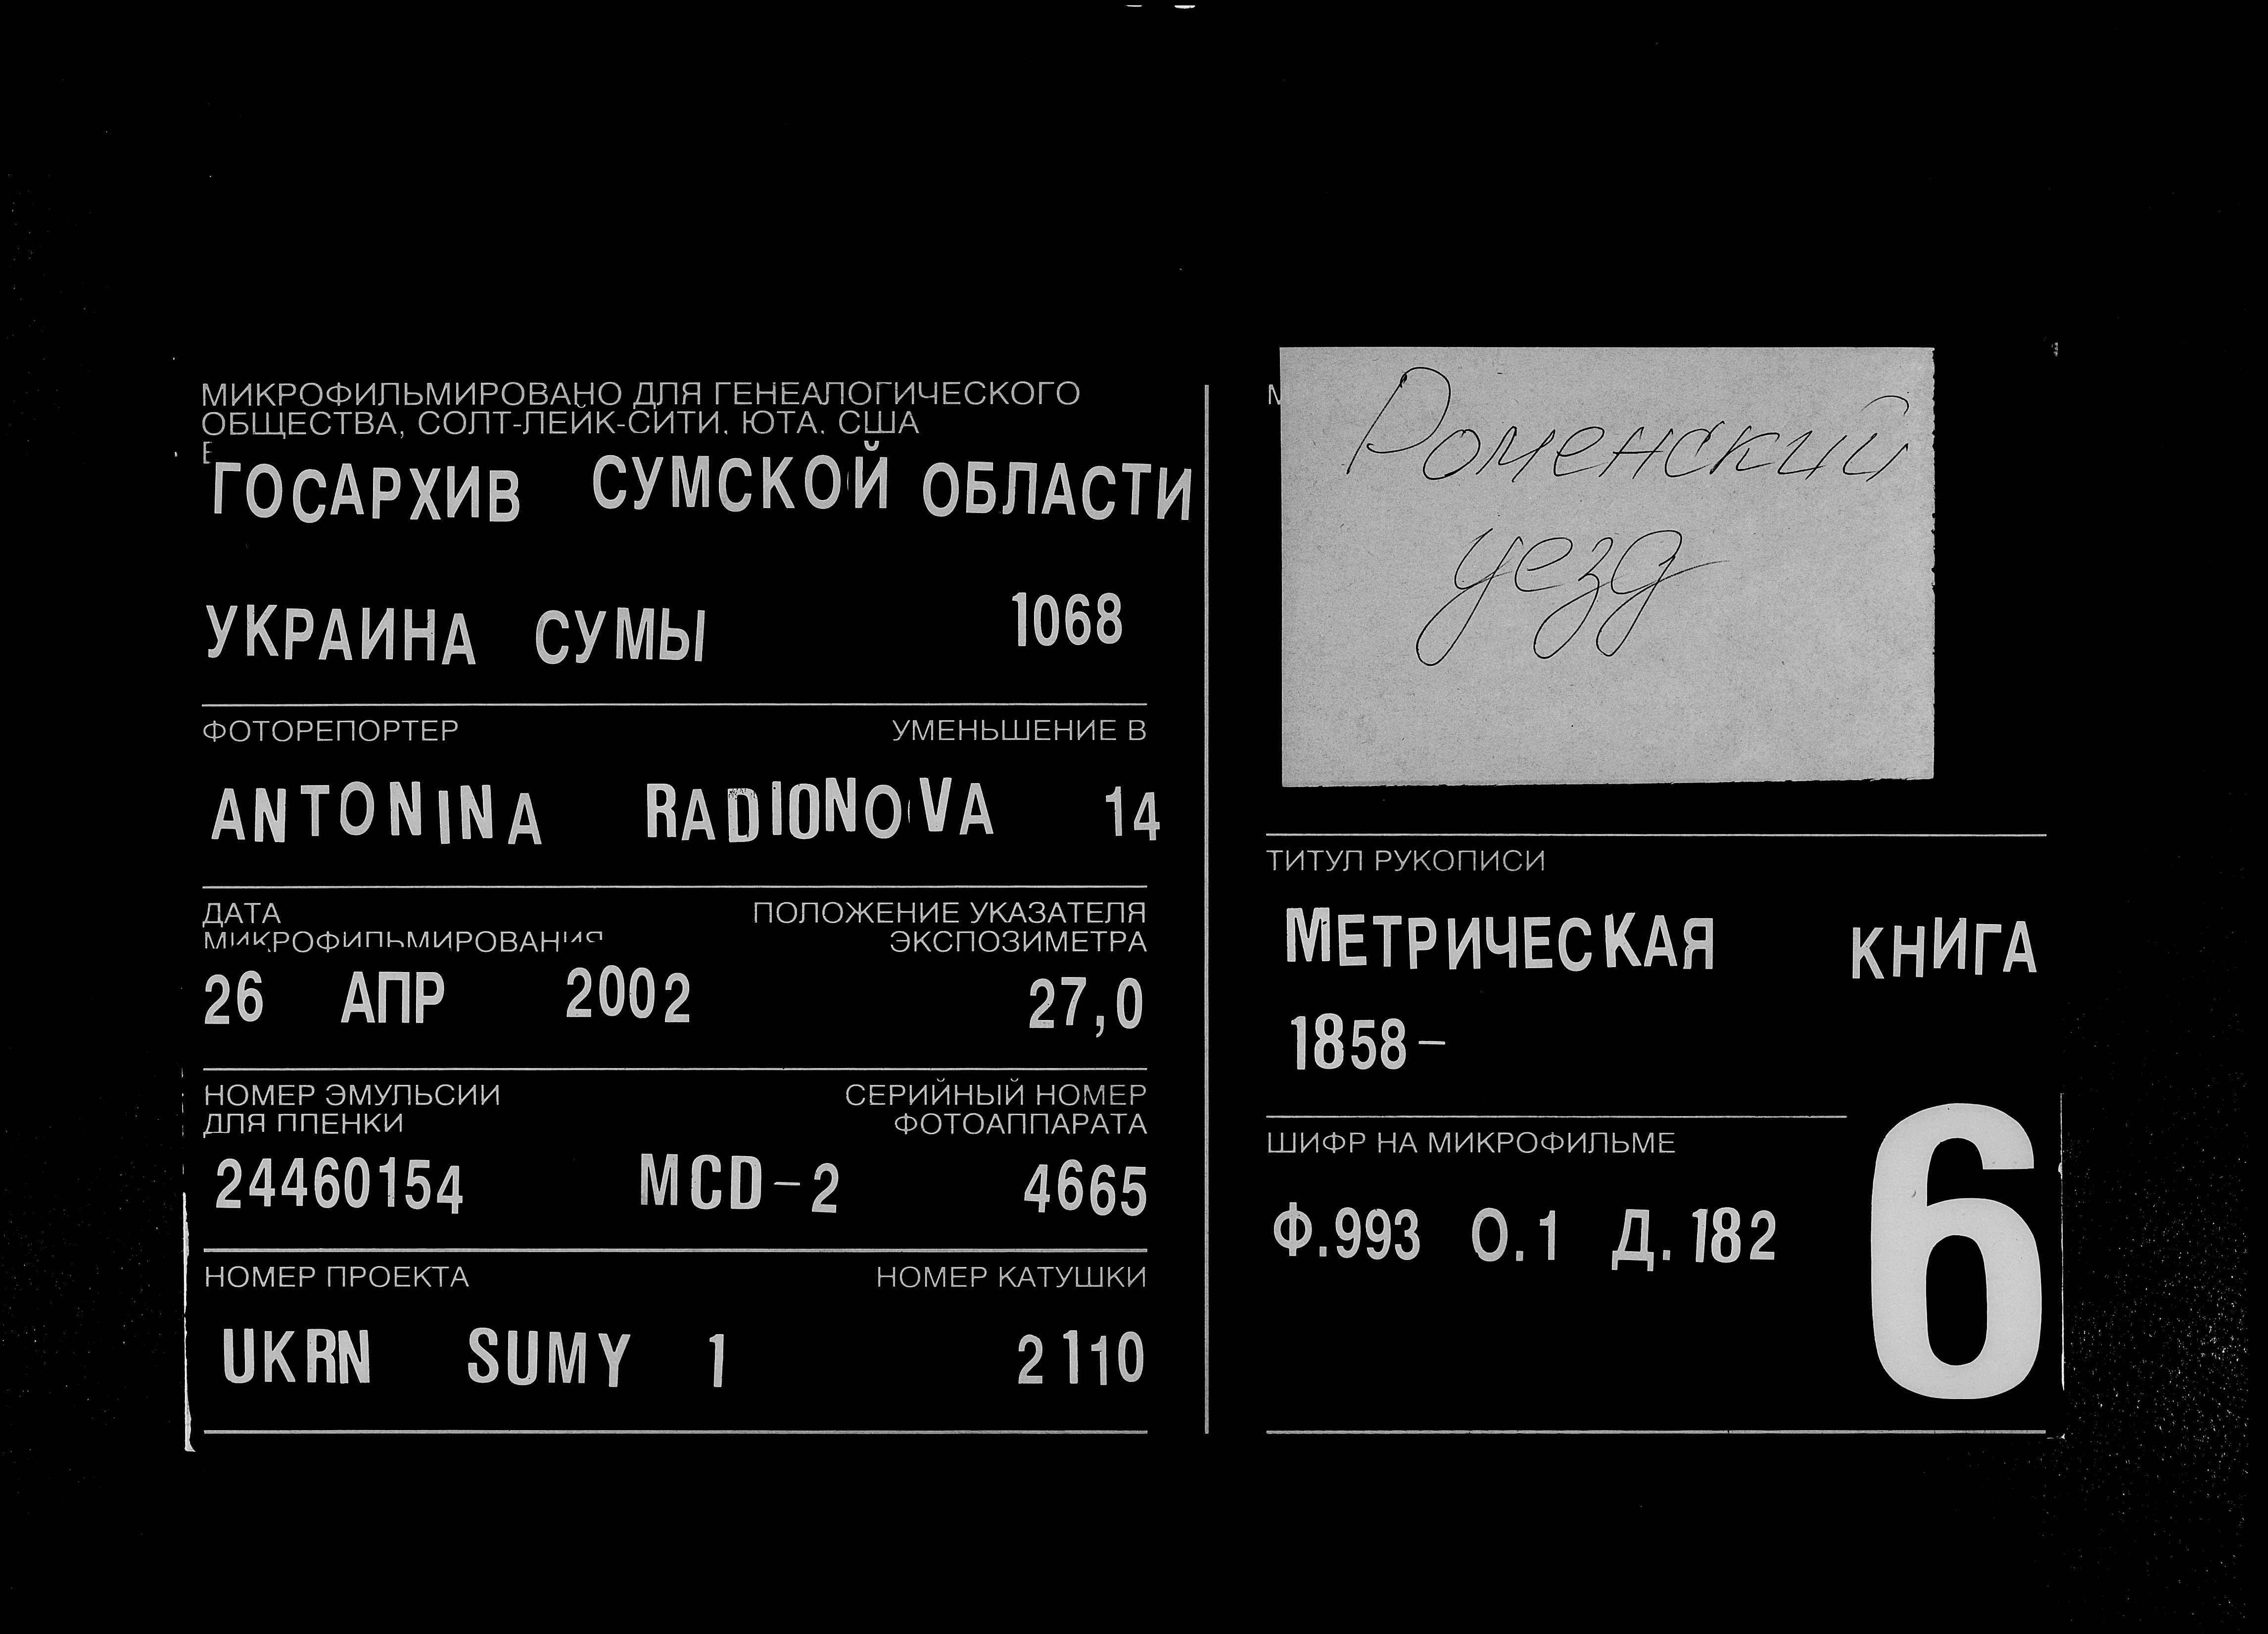 МИКРОФИЛЬМИРОВАНО ДЛЯ ГЕНЕАЛОГИЧЕСКОГО
ОБЩЕСТВА, СОЛТ-ЛЕЙК-СИТИ, ЮТА, США
ГОСАРХИВ СУМСКОЙ ОБЛАСТИ
УКРАИНА СУМЫ 1068
ФОТОРЕПОРТЕР УМЕНЬШЕНИЕ В
ANTONINA RADIONOVA 14
ДАТА ПОЛОЖЕНИЕ УКАЗАТЕЛЯ
МИКРОФИЛЬМИРОВАНИЯ ЭКСПОЗИМЕТРА
26 АПР 2002 27,0
НОМЕР ЭМУЛЬСИИ СЕРИЙНЫЙ НОМЕР
ДЛЯ ПЛЕНКИ ФОТОАППАРАТА
24460154 MCD-2 4665
НОМЕР ПРОЕКТА НОМЕР КАТУШКИ
UKRN SUMY 1 2110
Роменский
уезд
ТИТУЛ РУКОПИСИ
МЕТРИЧЕСКАЯ КНИГА
1858-
ШИФР НА МИКРОФИЛЬМЕ
Ф.993 О.1 Д.182
6